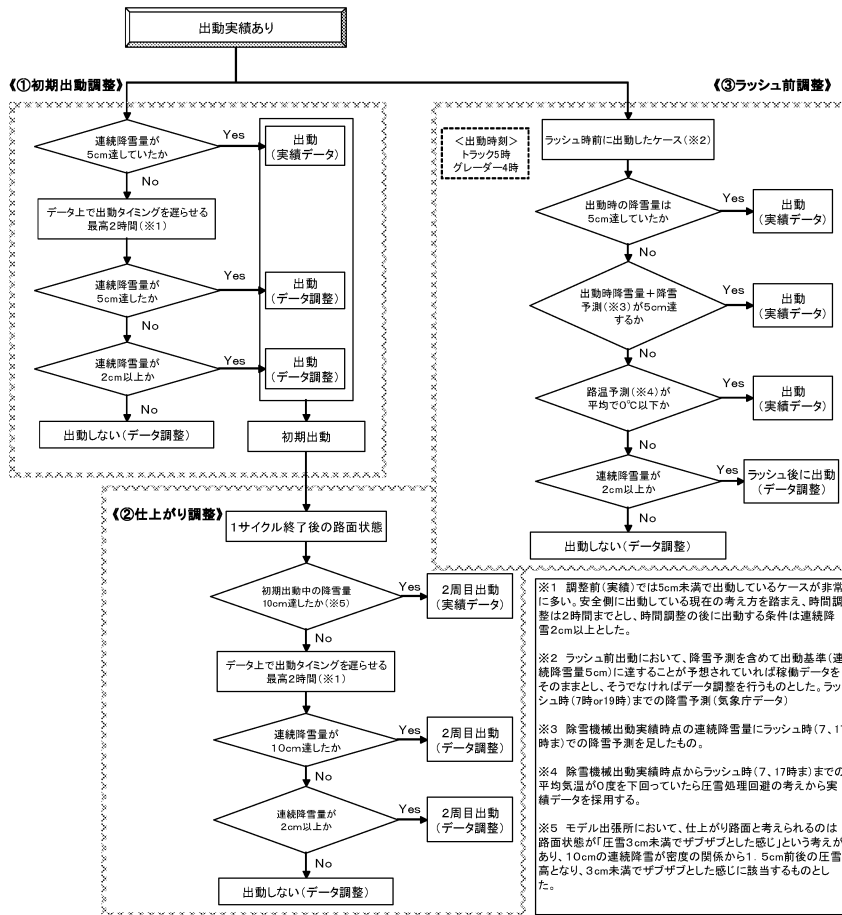 出動実績あり
《①初期出動調整》
連続降雪量が
5cm達していたか
Yes
出動
(実績データ)
No
データ上で出動タイミングを遅らせる
最高2時間(※1)
連続降雪量が
5cm達したか
Yes
出動
(データ調整)
No
連続降雪量が
2cm以上か
Yes
出動
(データ調整)
No
出動しない(データ調整)
初期出動
《③ラッシュ前調整》
<出動時刻>
トラック5時
グレーダー4時
ラッシュ時前に出動したケース(※2)
出動時の降雪量は
5cm達していたか
Yes
出動
(実績データ)
No
出動時降雪量+降雪
予測(※3)が5cm達
するか
Yes
出動
(実績データ)
No
路温予測(※4)が
平均で0℃以下か
Yes
出動
(実績データ)
No
連続降雪量が
2cm以上か
Yes
ラッシュ後に出動
(データ調整)
No
出動しない(データ調整)
《②仕上がり調整》
1サイクル終了後の路面状態
初期出動中の降雪量
10cm達したか(※5)
Yes
2周目出動
(実績データ)
No
データ上で出動タイミングを遅らせる
最高2時間(※1)
連続降雪量が
10cm達したか
Yes
2周目出動
(データ調整)
No
連続降雪量が
2cm以上か
Yes
2周目出動
(データ調整)
No
出動しない(データ調整)
※1 調整前(実績)では5cm未満で出動しているケースが非常
に多い。安全側に出動している現在の考え方を踏まえ、時間調
整は2時間までとし、時間調整の後に出動する条件は連続降
雪2cm以上とした。
※2 ラッシュ前出動において、降雪予測を含めて出動基準(連
続降雪量5cm)に達することが予想されていれば稼働データを
そのままとし、そうでなければデータ調整を行うものとした。ラッ
シュ時(7時or19時)までの降雪予測(気象庁データ)
※3 除雪機械出動実績時点の連続降雪量にラッシュ時(7、17
時ま)での降雪予測を足したもの。
※4 除雪機械出動実績時点からラッシュ時(7、17時ま)までの
平均気温が0度を下回っていたら圧雪処理回避の考えから実
績データを採用する。
※5 モデル出張所において、仕上がり路面と考えられるのは
路面状態が「圧雪3cm未満でザブザブとした感じ」という考えが
あり、10cmの連続降雪が密度の関係から1.5cm前後の圧雪
高となり、3cm未満でザブザブとした感じに該当するものとし
た。